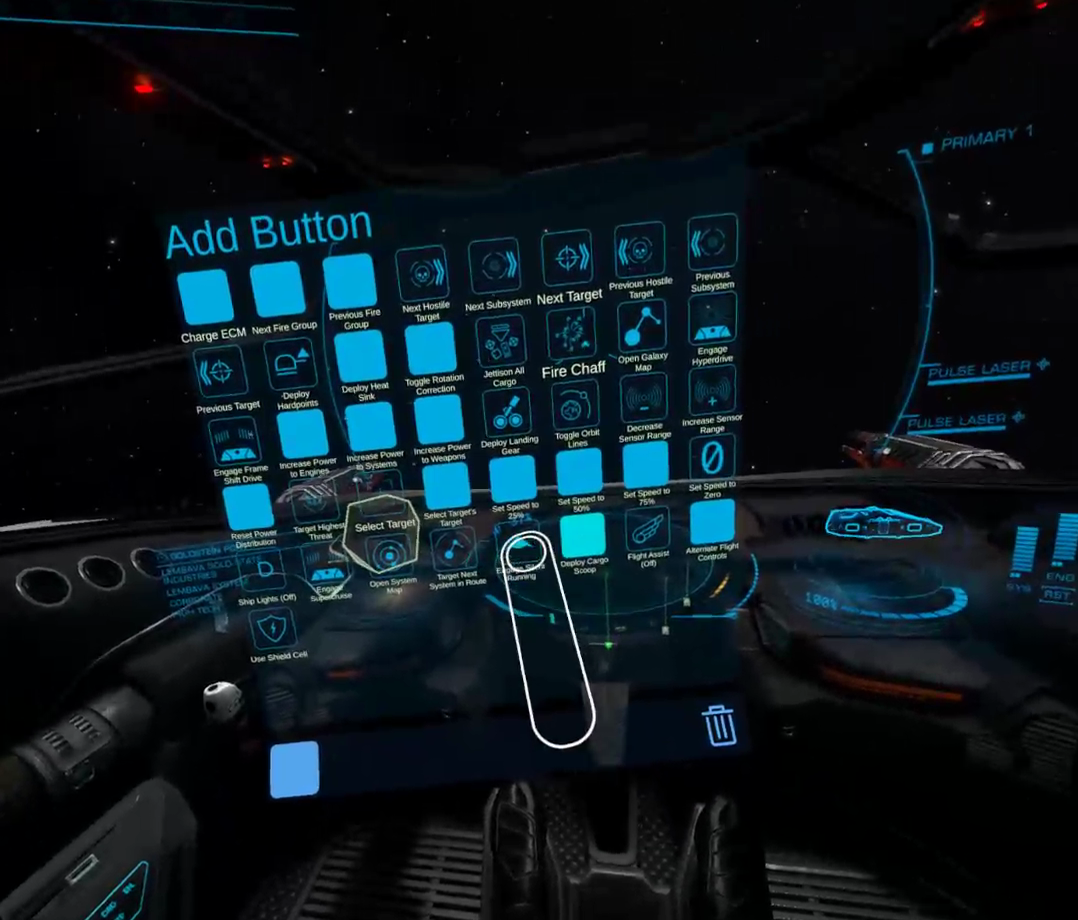 PRIMARY 1
Add Button
Charge ECM
Next Fire Group
Previous Fire
Group
Next Hostile
Target
Next Subsystem
Next Target
Previous Hostile
Target
Previous
Subsystem
Previous Target
Deploy
Hardpoints
Deploy Heat
Sink
Toggle Rotation
Correction
Jettison All
Cargo
Fire Chaff
Open Galaxy
Map
Engage
Hyperdrive
PULSE LASER
PULSE LASER
Engage Frame
Shift Drive
Increase Power
to Engines
Increase Power
to Systems
Increase Power
to Weapons
Deploy Landing
Gear
Toggle Orbit
Lines
Decrease
Sensor Range
Increase Sensor
Range
Reset Power
Distribution
Target Highest
Threat
Select Target
Select Target's
Target
Set Speed to
25%
Set Speed to
50%
Set Speed to
75%
0
Set Speed to
Zero
Ship Lights (Off)
Engage
Supercruise
Open System
Map
Target Next
System in Route
Running
Deploy Cargo
Scoop
Flight Assist
(Off)
Alternate Flight
Controls
Use Shield Cell
GOLDSTEIN
INDUSTRIES
100%
SYS
ENG
RST